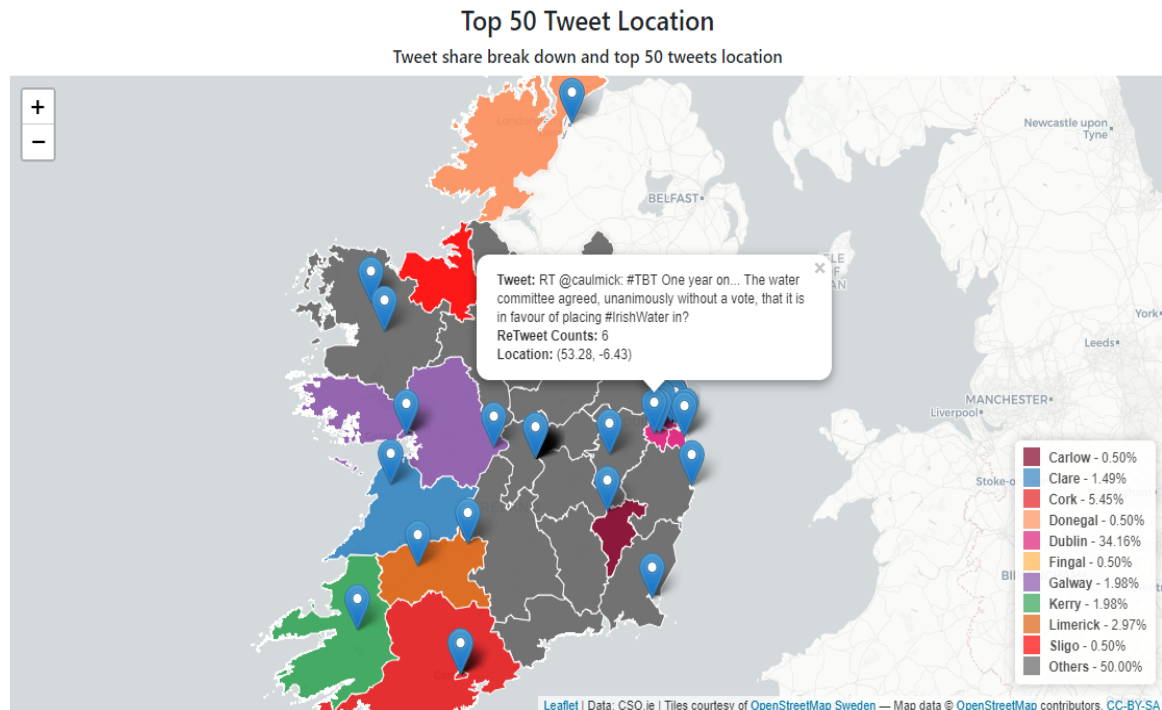 Top 50 Tweet Location
Tweet share break down and top 50 tweets location
+
−
Newcastle upon
Tyne
BELFAST
Tweet: RT @caulmick: #TBT One year on... The water
committee agreed, unanimously without a vote, that it is
in favour of placing #IrishWater in?
ReTweet Counts: 6
Location: (53.28, -6.43)
×
York
Leeds
MANCHESTER
Liverpool
Carlow - 0.50%
Clare - 1.49%
Cork - 5.45%
Donegal - 0.50%
Dublin - 34.16%
Fingal - 0.50%
Galway - 1.98%
Kerry - 1.98%
Limerick - 2.97%
Sligo - 0.50%
Others - 50.00%
Leaflet | Data: CSO.ie | Tiles courtesy of OpenStreetMap Sweden — Map data © OpenStreetMap contributors, CC-BY-SA